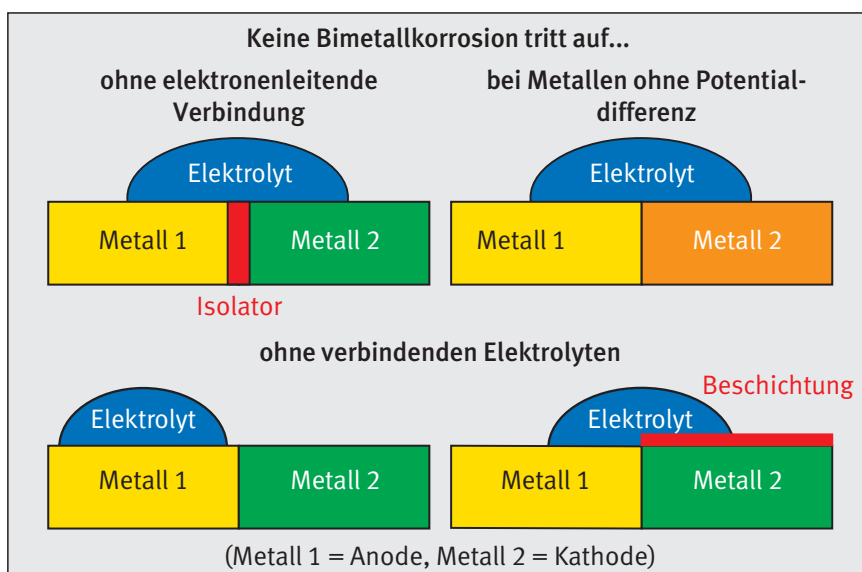 Keine Bimetallkorrosion tritt auf...
ohne elektronenleitende
Verbindung
bei Metallen ohne Potential-
differenz
Elektrolyt
Metall 1
Metall 2
Isolator
Elektrolyt
Metall 1
Metall 2
ohne verbindenden Elektrolyten
Elektrolyt
Metall 1
Metall 2
Beschichtung
Elektrolyt
Metall 1
Metall 2
(Metall 1 = Anode, Metall 2 = Kathode)